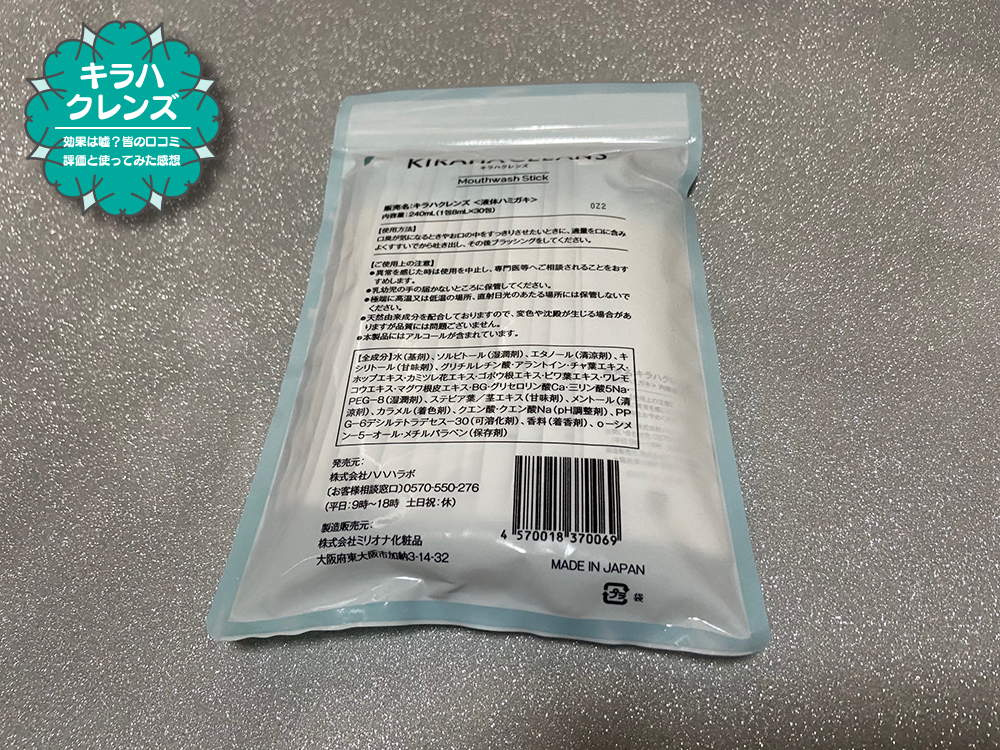 キラハ
クレンズ
効果は嘘?皆の口コミ
評価と使ってみた感想
キラハクレンズ
Mouthwash Stick
販売名:キラハクレンズ <液体ハミガキ>
内容量:240mL(1包8mL×30包)
0Z2
【使用方法】
口臭が気になるときやお口の中をすっきりさせたいときに、適量を口に含み
よくすすいでから吐き出し、その後ブラッシングをしてください。
【ご使用上の注意】
●異常を感じた時は使用を中止し、専門医等へご相談されることをおす
すめします。
●乳幼児の手の届かないところに保管してください。
●極端に高温又は低温の場所、直射日光のあたる場所には保管しないで
ください。
●天然由来成分を配合しておりますので、変色や沈殿が生じる場合があ
りますが品質には問題ございません。
●本製品にはアルコールが含まれています。
【全成分】水(基剤)、ソルビトール(湿潤剤)、エタノール(清涼剤)、キ
シリトール(甘味剤)、グリチルレチン酸・アラントイン・チャ葉エキス・
ホップエキス・カミツレ花エキス・ゴボウ根エキス・ビワ葉エキス・ワレモ
コウエキス・マグワ根皮エキス・BG・グリセロリン酸Ca・ミリン酸5Na・
PEG-8(湿潤剤)、ステビア葉/茎エキス(甘味剤)、メントール(清
涼剤)、カラメル(着色剤)、クエン酸・クエン酸Na(pH調整剤)、PP
G-6デシルテトラデセス-30(可溶化剤)、香料(着香剤)、o-シメ
ン-5-オール・メチルパラベン(保存剤)
発売元:
株式会社ハハハラボ
〔お客様相談窓口〕0570-550-276
(平日:9時~18時 土日祝:休)
製造販売元:
株式会社ミリオナ化粧品
大阪府東大阪市加納3-14-32
4 570018 370069
MADE IN JAPAN
プラ 袋